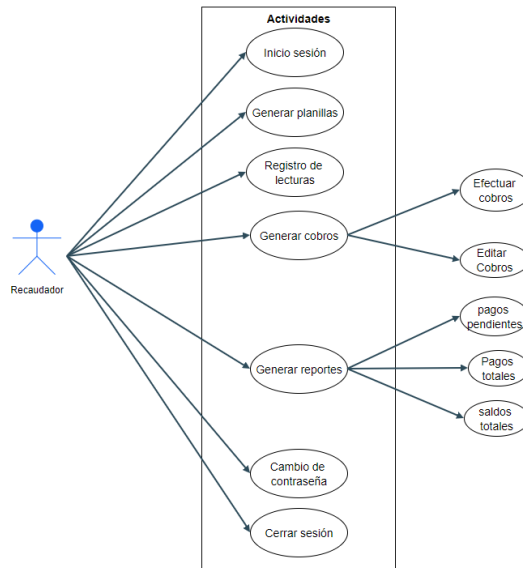 Actividades
Inicio sesión
Generar planillas
Registro de
lecturas
Generar cobros
Efectuar
cobros
Editar
Cobros
Recaudador
Generar reportes
pagos
pendientes
Pagos
totales
saldos
totales
Cambio de
contraseña
Cerrar sesión